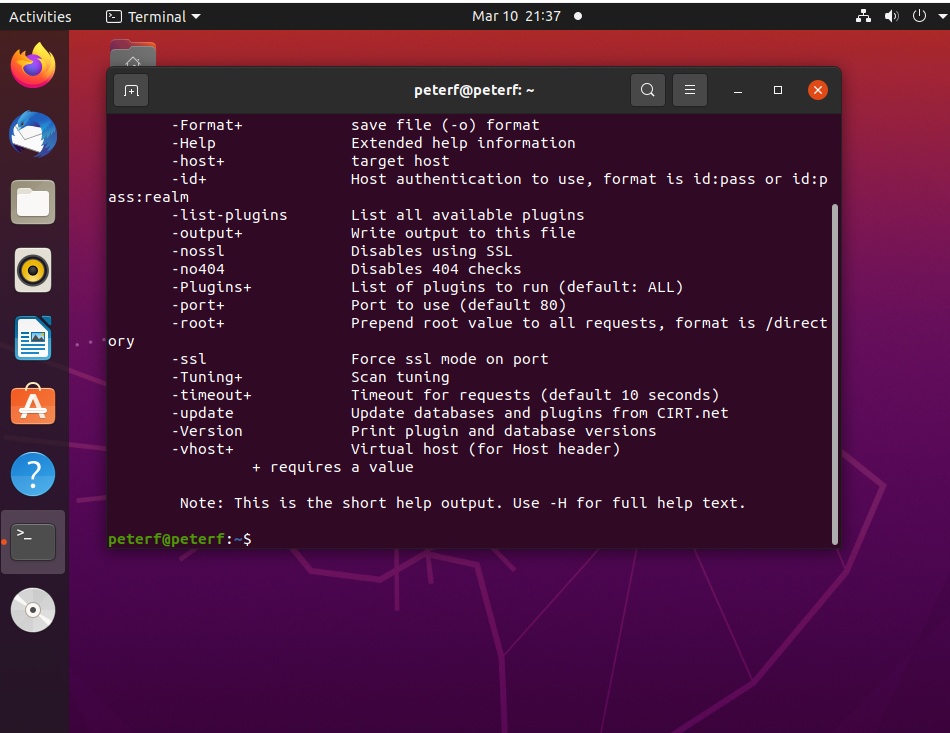 Activities Terminal Mar 10 21:37
peterf@peterf: ~
-Format+ save file (-o) format
-Help Extended help information
-host+ target host
-id+ Host authentication to use, format is id:pass or id:p
ass:realm
-list-plugins List all available plugins
-output+ Write output to this file
-nossl Disables using SSL
-no404 Disables 404 checks
-Plugins+ List of plugins to run (default: ALL)
-port+ Port to use (default 80)
-root+ Prepend root value to all requests, format is /direct
ory
-ssl Force ssl mode on port
-Tuning+ Scan tuning
-timeout+ Timeout for requests (default 10 seconds)
-update Update databases and plugins from CIRT.net
-Version Print plugin and database versions
-vhost+ Virtual host (for Host header)
+ requires a value
Note: This is the short help output. Use -H for full help text.
peterf@peterf:~$